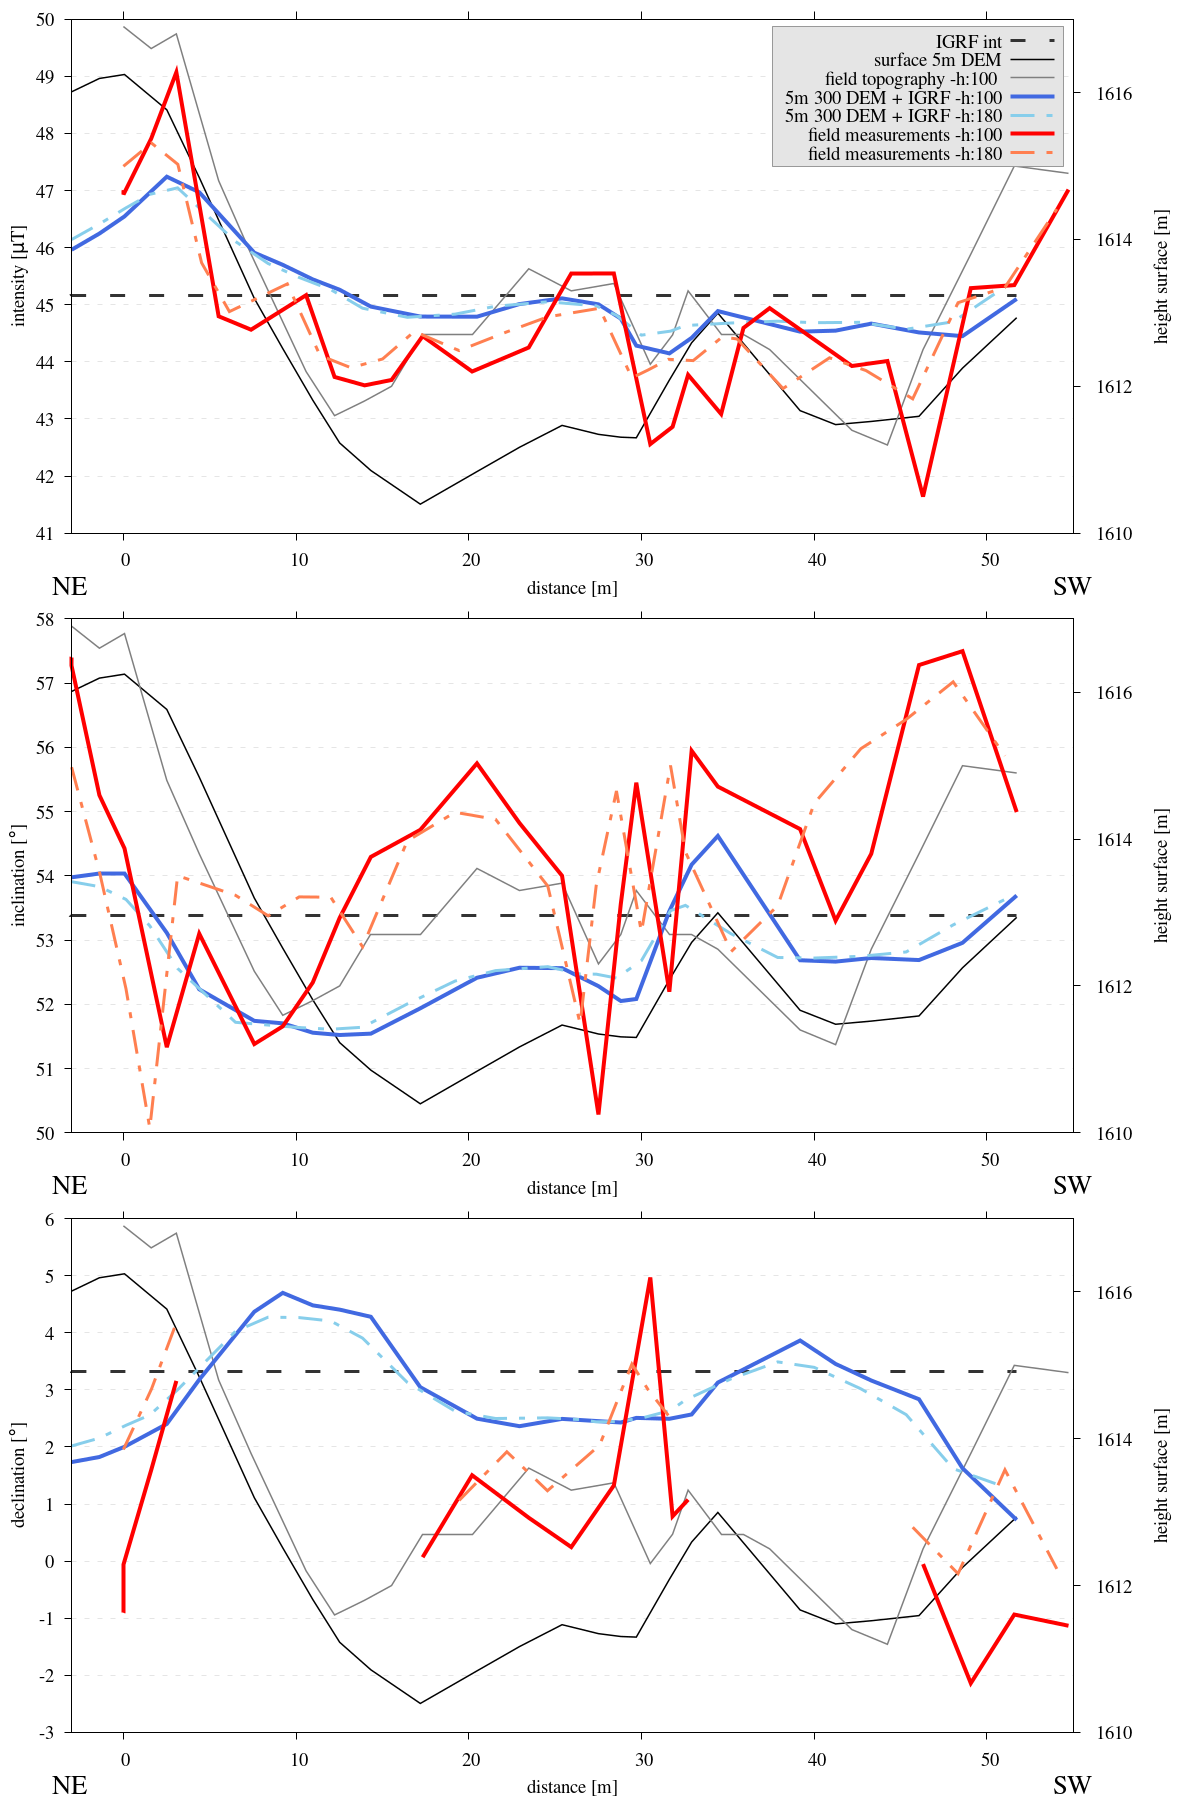 50
49
48
47
46
45
44
43
42
41
intensity [µT]
IGRF int
surface 5m DEM
field topography -h:100
5m 300 DEM + IGRF -h:100
5m 300 DEM + IGRF -h:180
field measurements -h:100
field measurements -h:180
1616
1614
1612
1610
height surface [m]
0 10 20 30 40 50
NE distance [m] SW
58
57
56
55
54
53
52
51
50
inclination [°]
1616
1614
1612
1610
height surface [m]
0 10 20 30 40 50
NE distance [m] SW
6
5
4
3
2
1
0
-1
-2
-3
declination [°]
1616
1614
1612
1610
height surface [m]
0 10 20 30 40 50
NE distance [m] SW